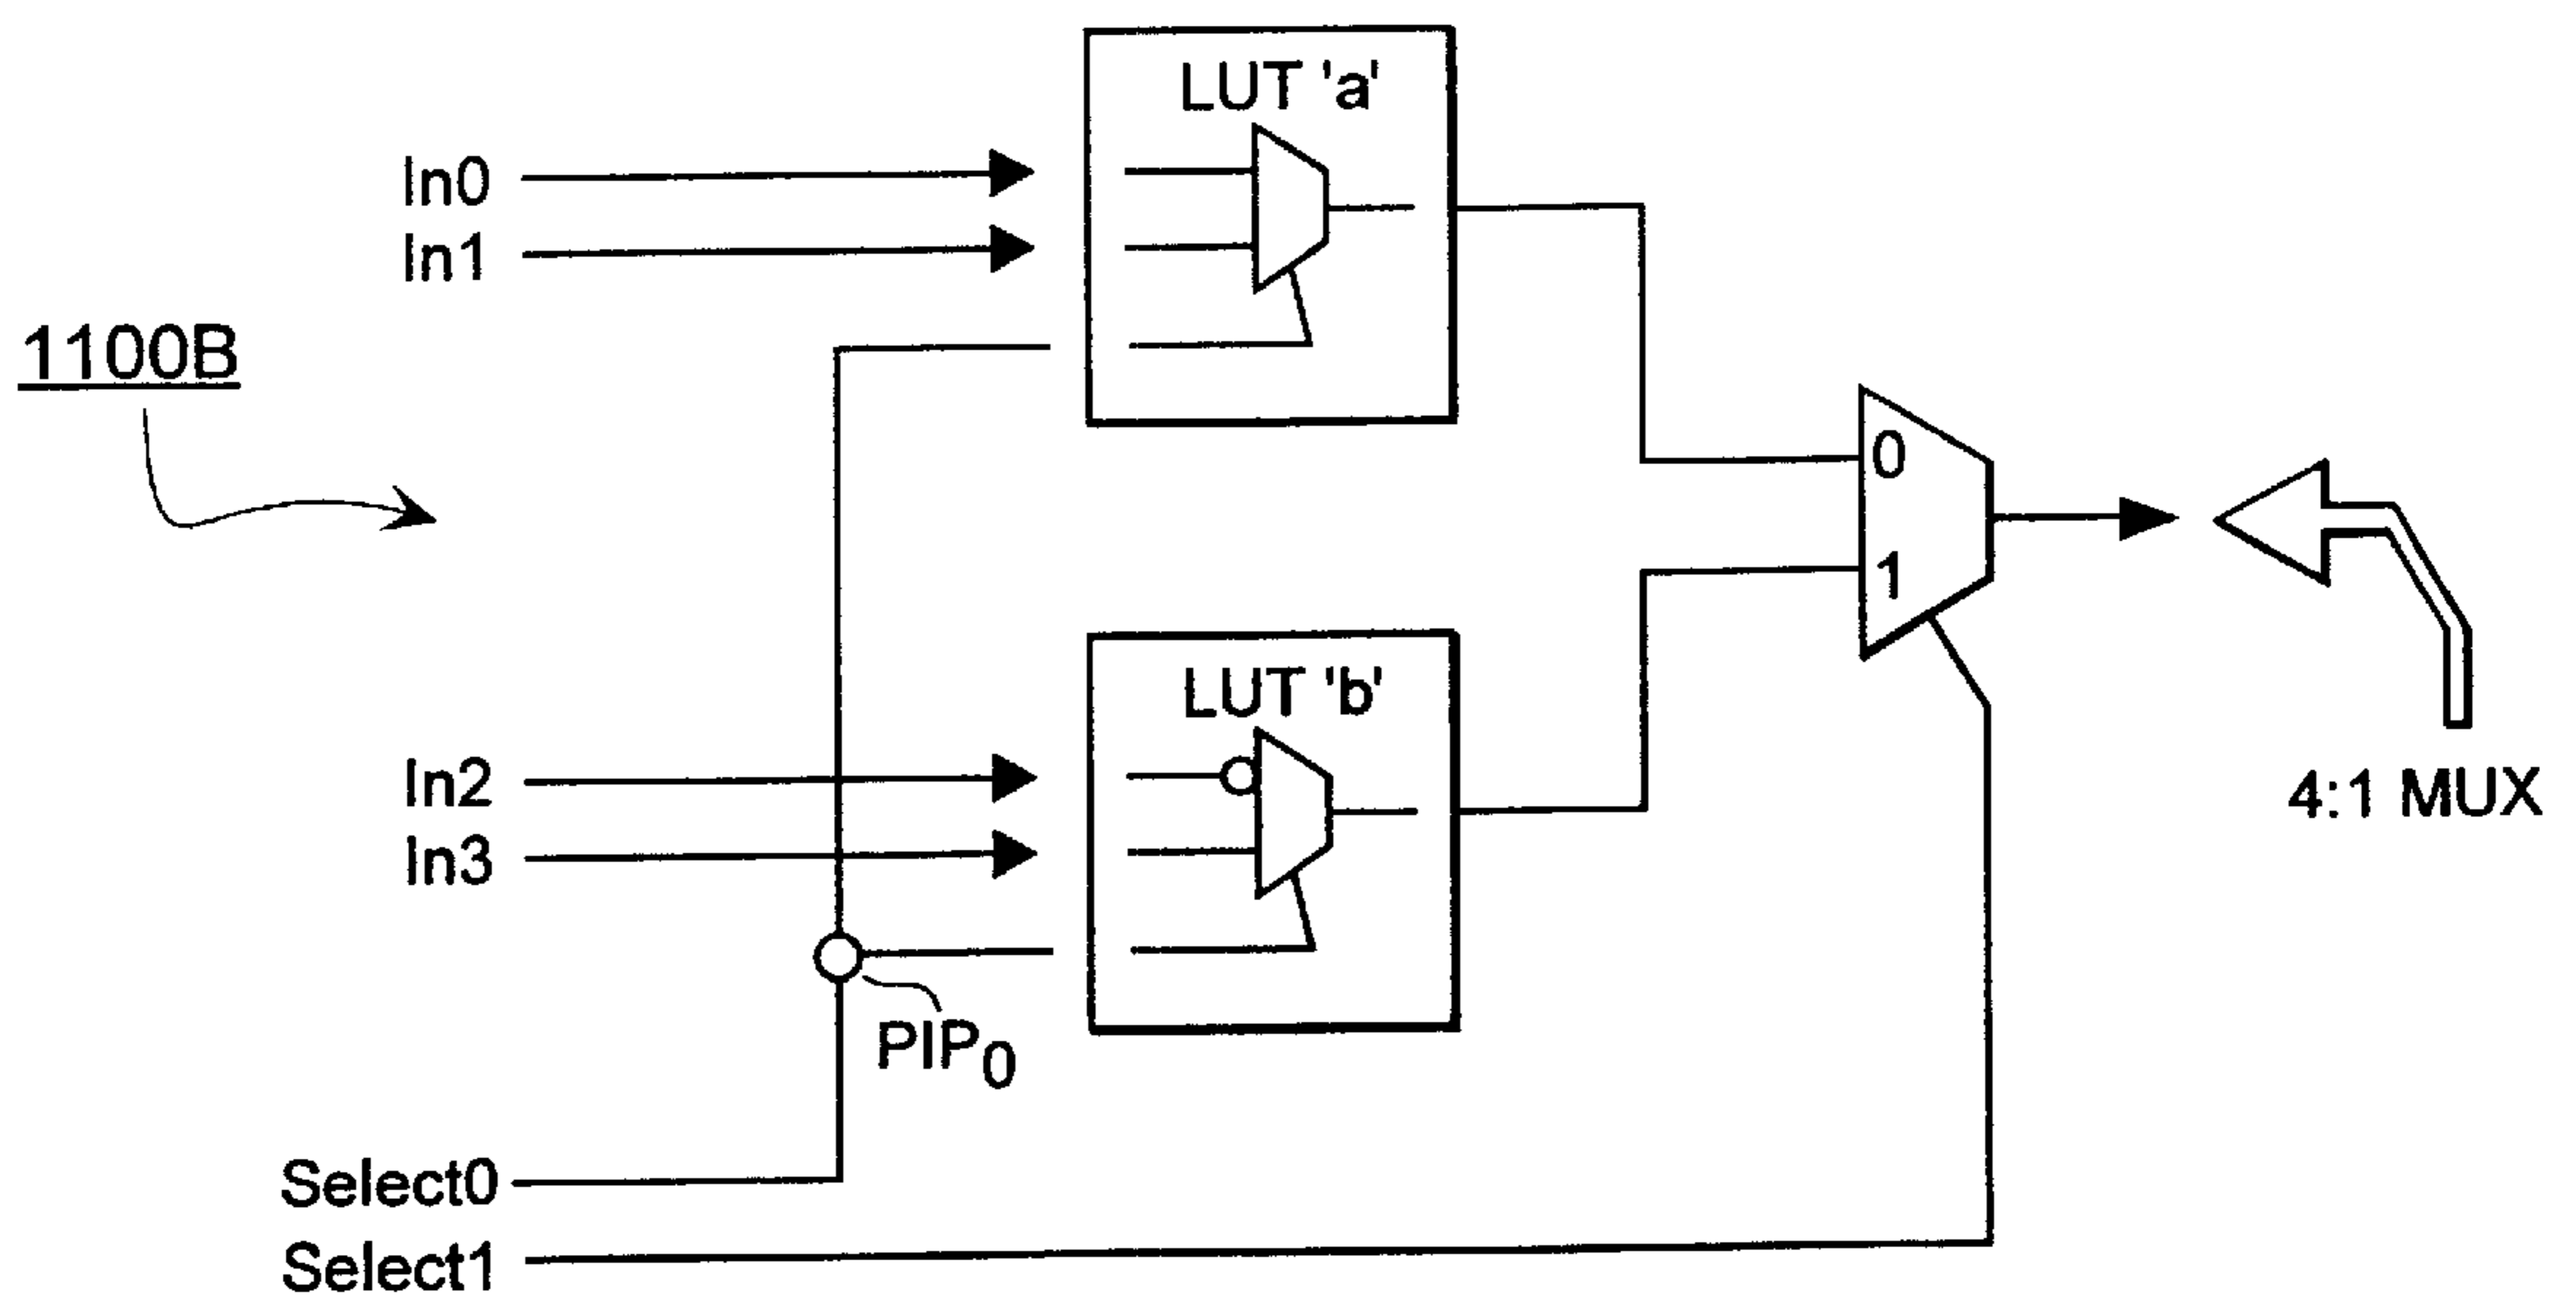 LUT 'a'
In0
In1
1100B
0
1
LUT 'b'
In2
In3
4:1 MUX
PIP0
Select0
Select1